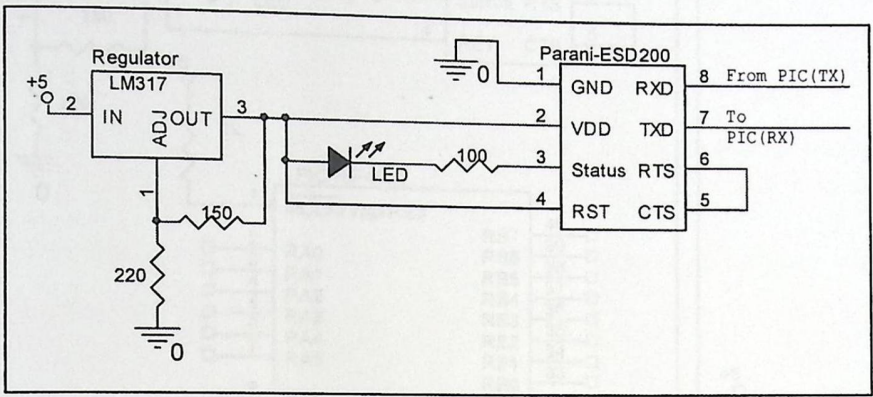 Regulator
LM317
+5
2
IN
ADJ
OUT
3
1
150
220
0
LED
100
0
Parani-ESD200
1
GND
RXD
8
From PIC(TX)
2
VDD
TXD
7
To
PIC(RX)
3
Status
RTS
6
4
RST
CTS
5